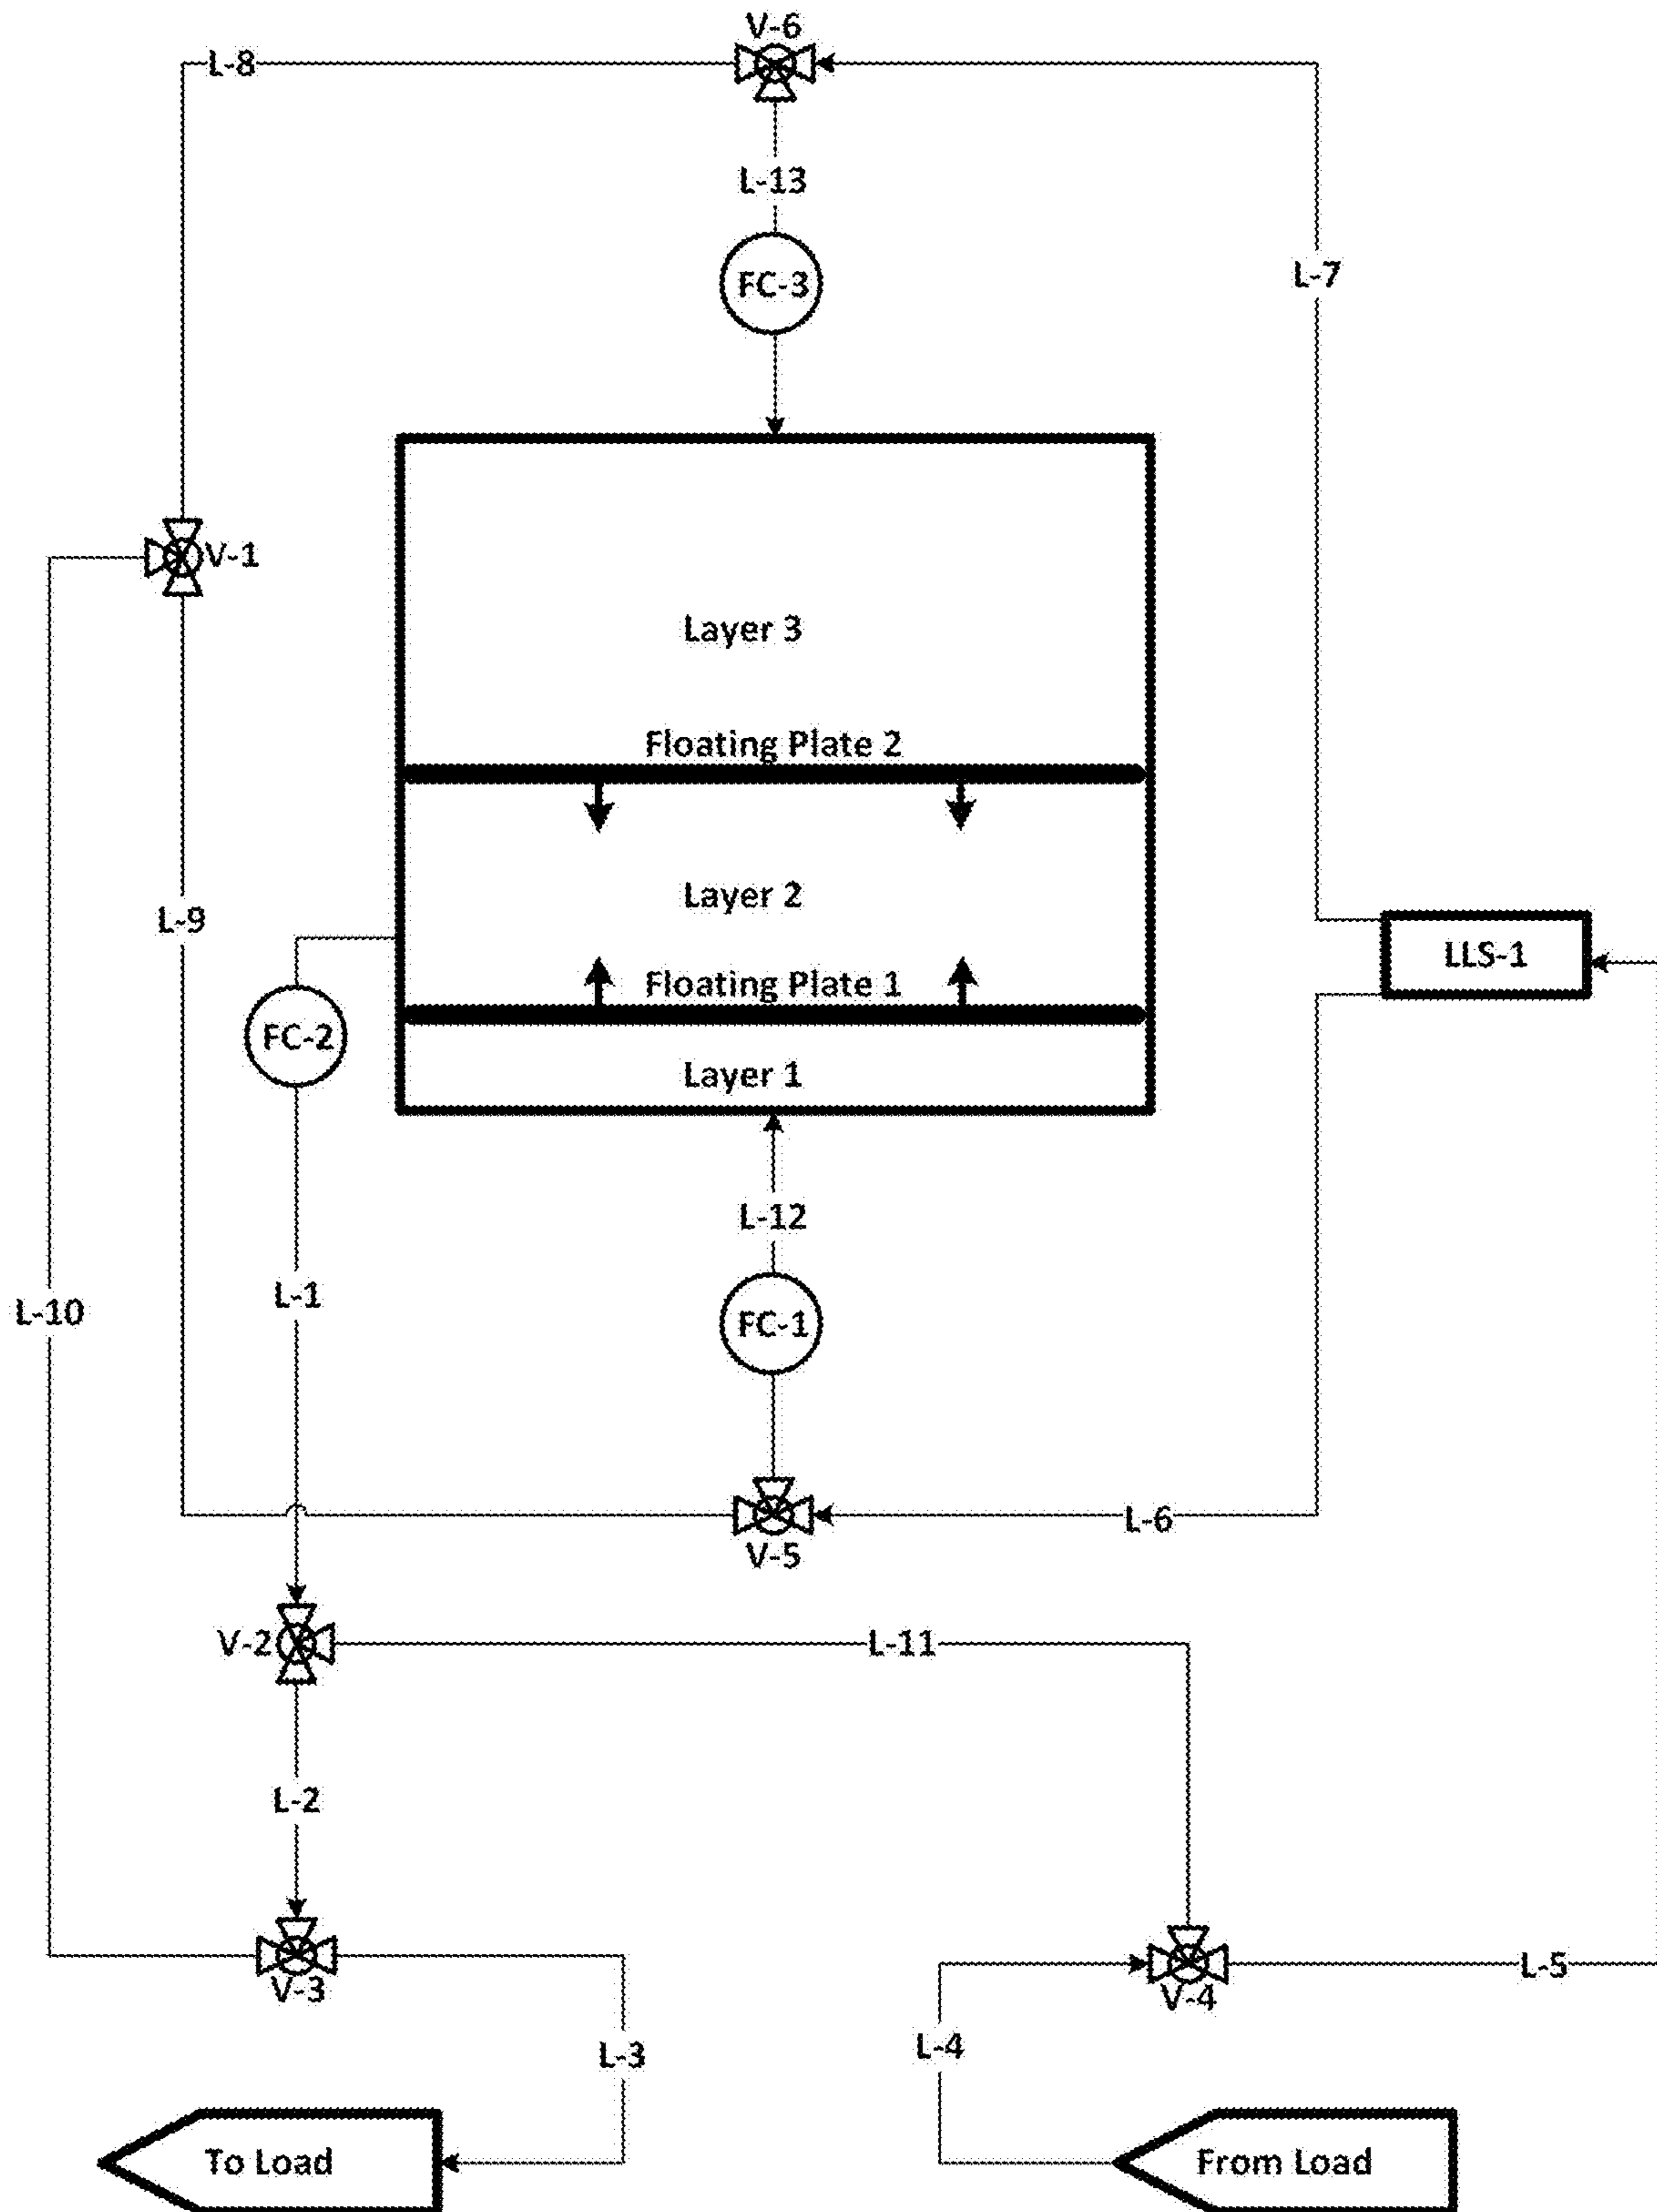 V-6
L-8
L-13
FC-3
L-7
V-1
Layer 3
Floating Plate 2
Layer 2
L-9
LLS-1
Floating Plate 1
FC-2
Layer 1
L-12
L-1
L-10
FC-1
L-6
V-5
V-2
L-11
L-2
V-3
V-4
L-5
L-3
L-4
To Load
From Load